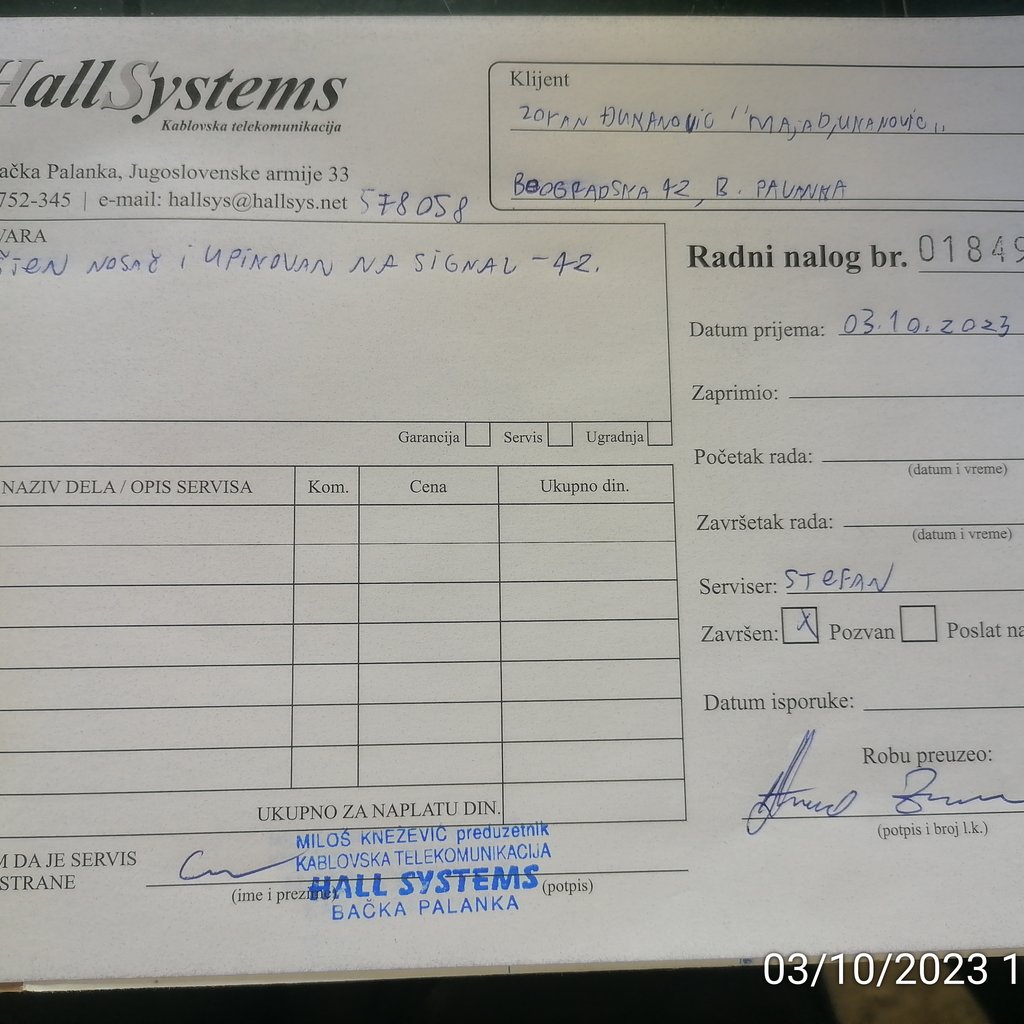 HallSystems
Kablovska telekomunikacija
ačka Palanka, Jugoslovenske armije 33
752-345 | e-mail: hallsys@hallsys.net 578058
Klijent
ZORAN ĐUKANOVIĆ "MAJA DJUKANOVIC"
BEOGRADSKA 42, B. PALANKA
VARA
ŠTEN NOSAČ I UPIKOVAN NA SIGNAL -42.
Garancija Servis Ugradnja
Radni nalog br. 01849
Datum prijema: 03.10.2023
Zaprimio:
Početak rada:
(datum i vreme)
Završetak rada:
(datum i vreme)
Serviser: STEFAN
Završen: X Pozvan Poslat na
Datum isporuke:
Robu preuzeo:
(potpis i broj l.k.)
NAZIV DELA / OPIS SERVISA Kom. Cena Ukupno din.
UKUPNO ZA NAPLATU DIN.
M DA JE SERVIS
STRANE
(ime i prezime) (potpis)
MILOŠ KNEŽEVIĆ preduzetnik
KABLOVSKA TELEKOMUNIKACIJA
HALL SYSTEMS
BAČKA PALANKA
03/10/2023 1